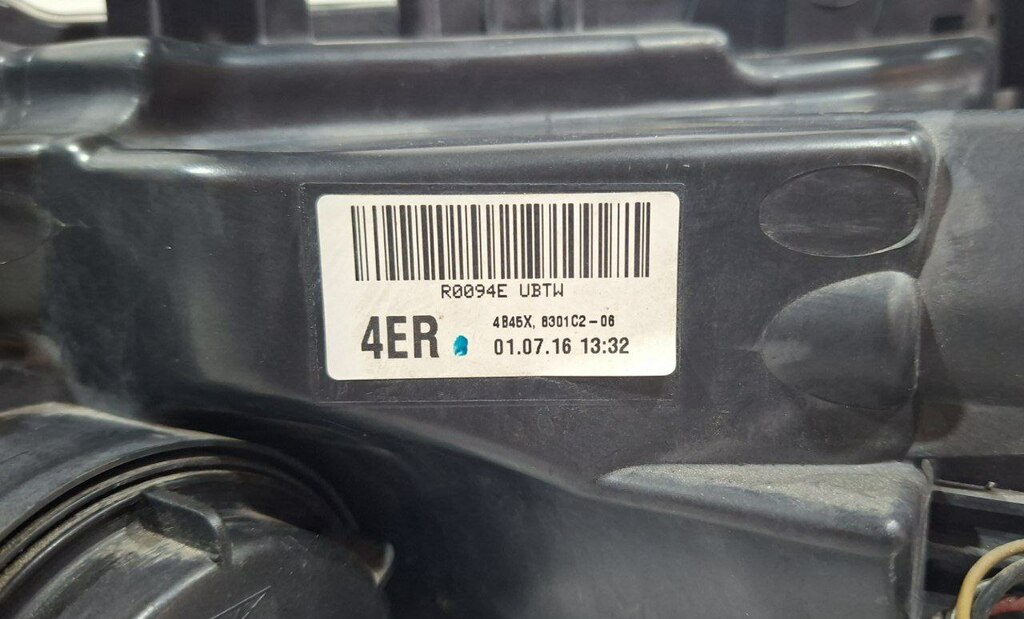 R0094E UBTW
4ER
4B45X, 8301C2-06
01.07.16 13:32